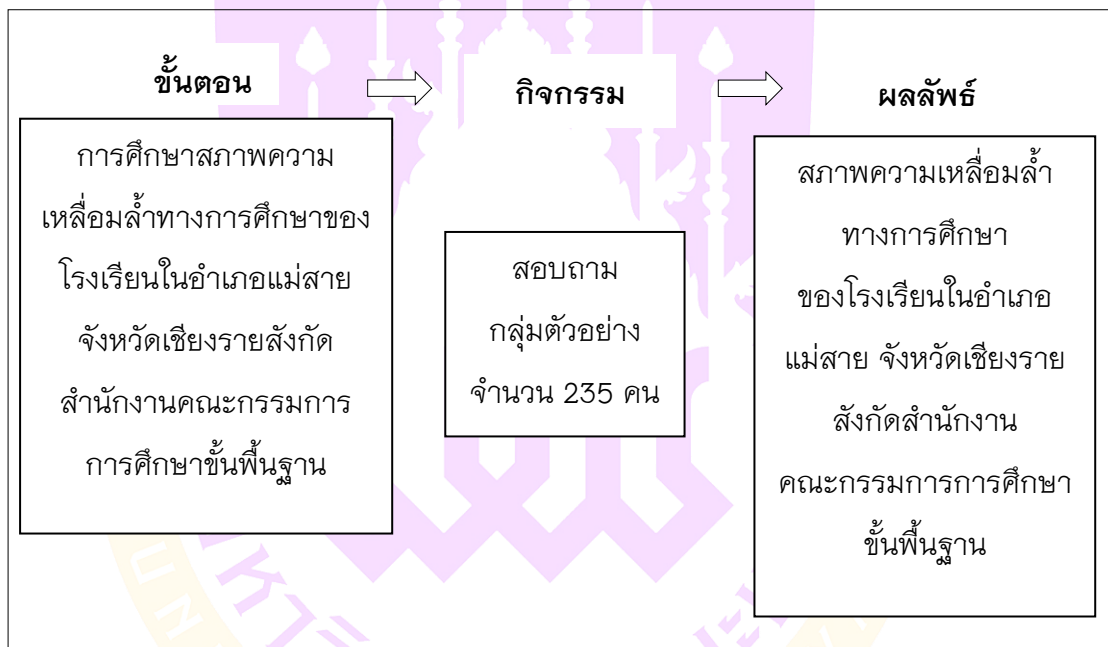 ขั้นตอน
กิจกรรม
ผลลัพธ์
การศึกษาสภาพความ
เหลื่อมล้ำทางการศึกษาของ
โรงเรียนในอำเภอแม่สาย
จังหวัดเชียงรายสังกัด
สำนักงานคณะกรรมการ
การศึกษาขั้นพื้นฐาน
สอบถาม
กลุ่มตัวอย่าง
จำนวน 235 คน
สภาพความเหลื่อมล้ำ
ทางการศึกษา
ของโรงเรียนในอำเภอ
แม่สาย จังหวัดเชียงราย
สังกัดสำนักงาน
คณะกรรมการการศึกษา
ขั้นพื้นฐาน